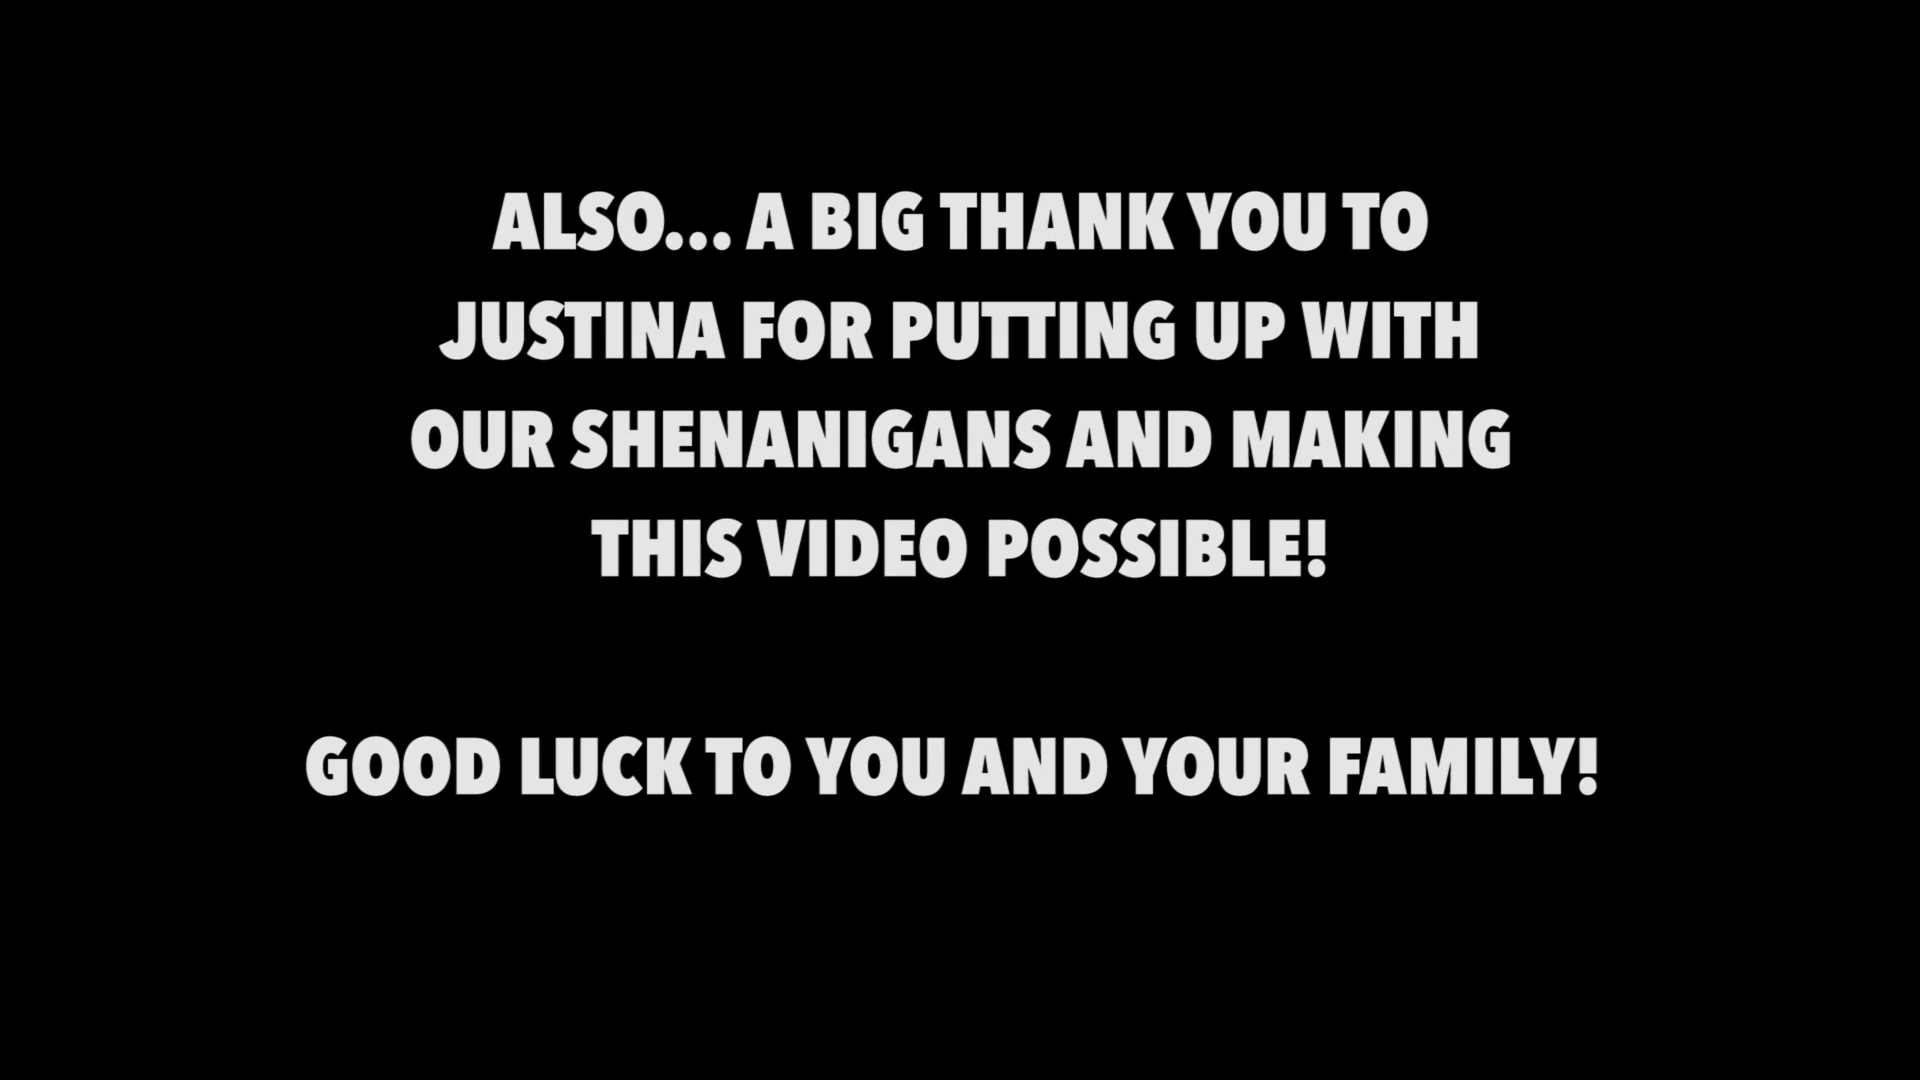 ALSO... A BIG THANK YOU TO
JUSTINA FOR PUTTING UP WITH
OUR SHENANIGANS AND MAKING
THIS VIDEO POSSIBLE!
GOOD LUCK TO YOU AND YOUR FAMILY!